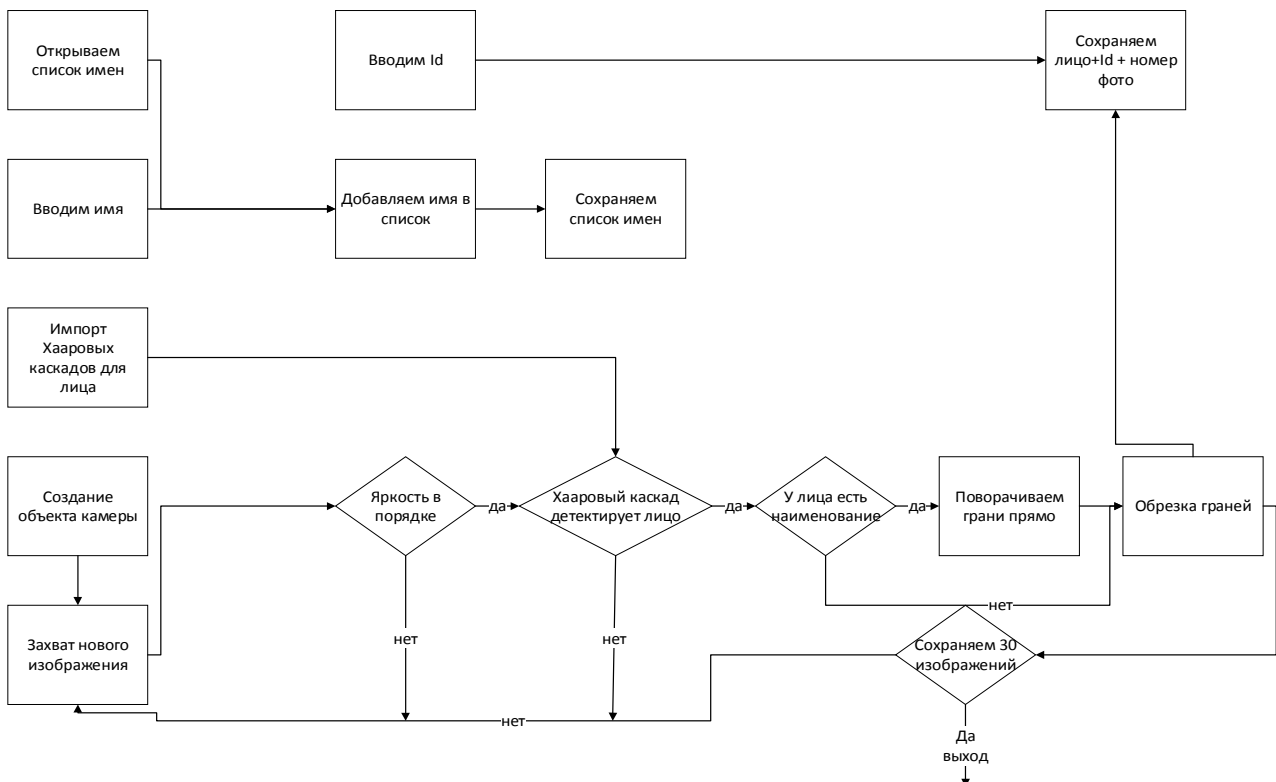 Открываем
список имен
Вводим Id
Сохраняем
лицо+Id + номер
фото
Вводим имя
Добавляем имя в
список
Сохраняем
список имен
Импорт
Хааровых
каскадов для
лица
Создание
объекта камеры
Яркость в
порядке
да
Хааровый каскад
детектирует лицо
да
У лица есть
наименование
да
Поворачиваем
грани прямо
Обрезка граней
Захват нового
изображения
нет
нет
нет
Сохраняем 30
изображений
нет
Да
выход